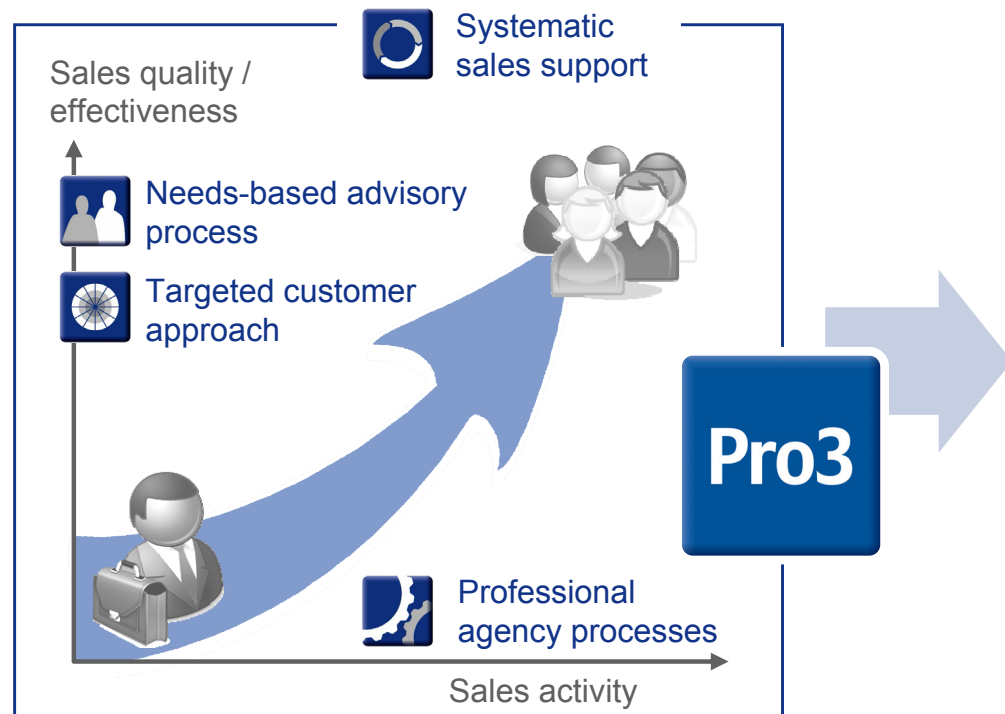 Systematic
sales support
Sales quality /
effectiveness
Needs-based advisory
process
Targeted customer
approach
Pro3
Professional
agency processes
Sales activity